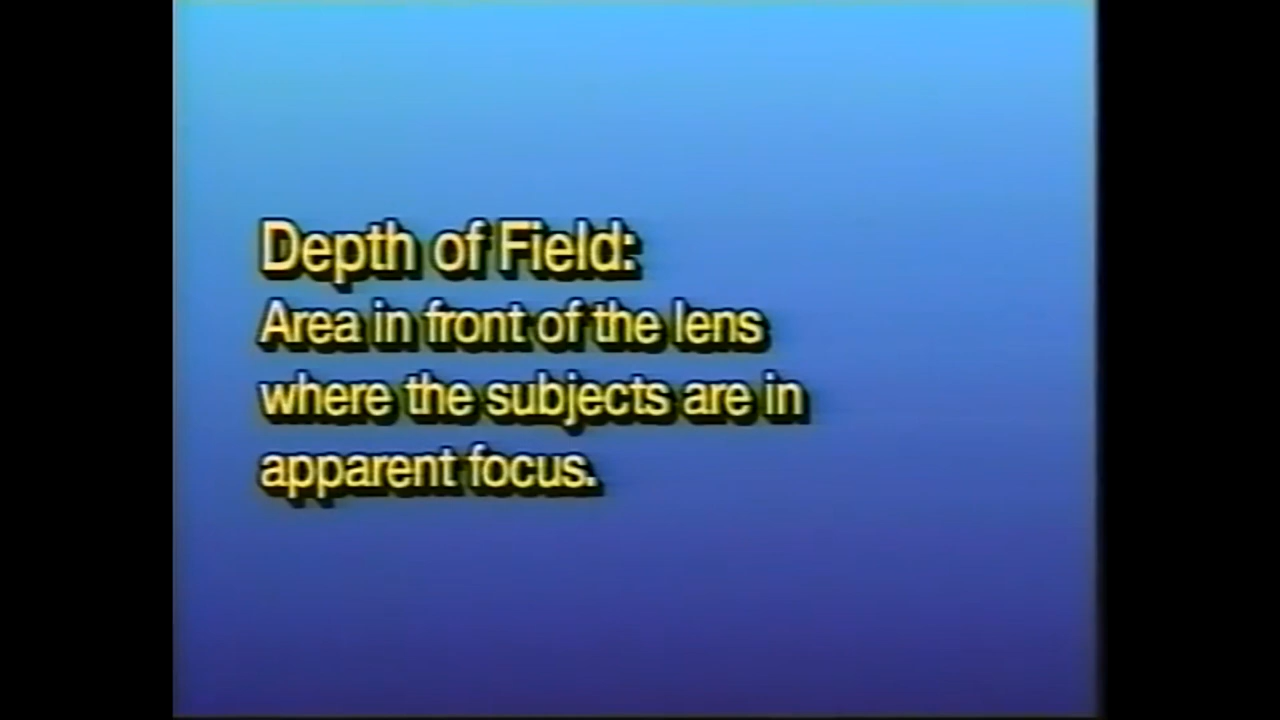 Depth of Field:
Area in front of the lens
where the subjects are in
apparent focus.